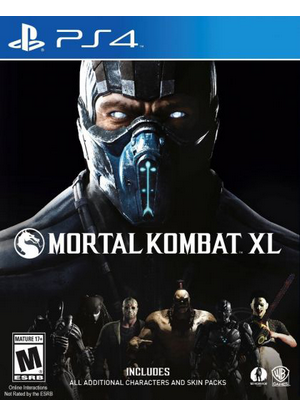 PS4
MORTAL KOMBAT XL
MATURE 17+
M
ESRB
INCLUDES
ALL ADDITIONAL CHARACTERS AND SKIN PACKS
Online Interactions
Not Rated by the ESRB